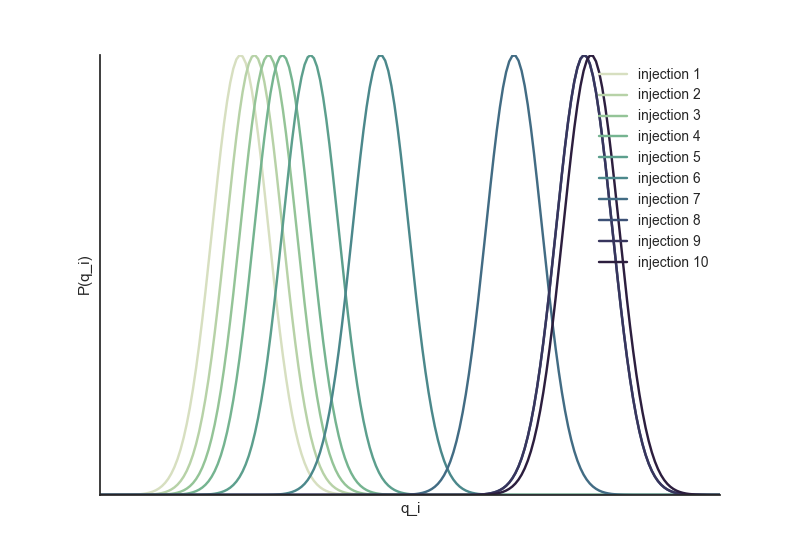 injection 1
injection 2
injection 3
injection 4
injection 5
injection 6
injection 7
injection 8
injection 9
injection 10
P(q_i)
q_i